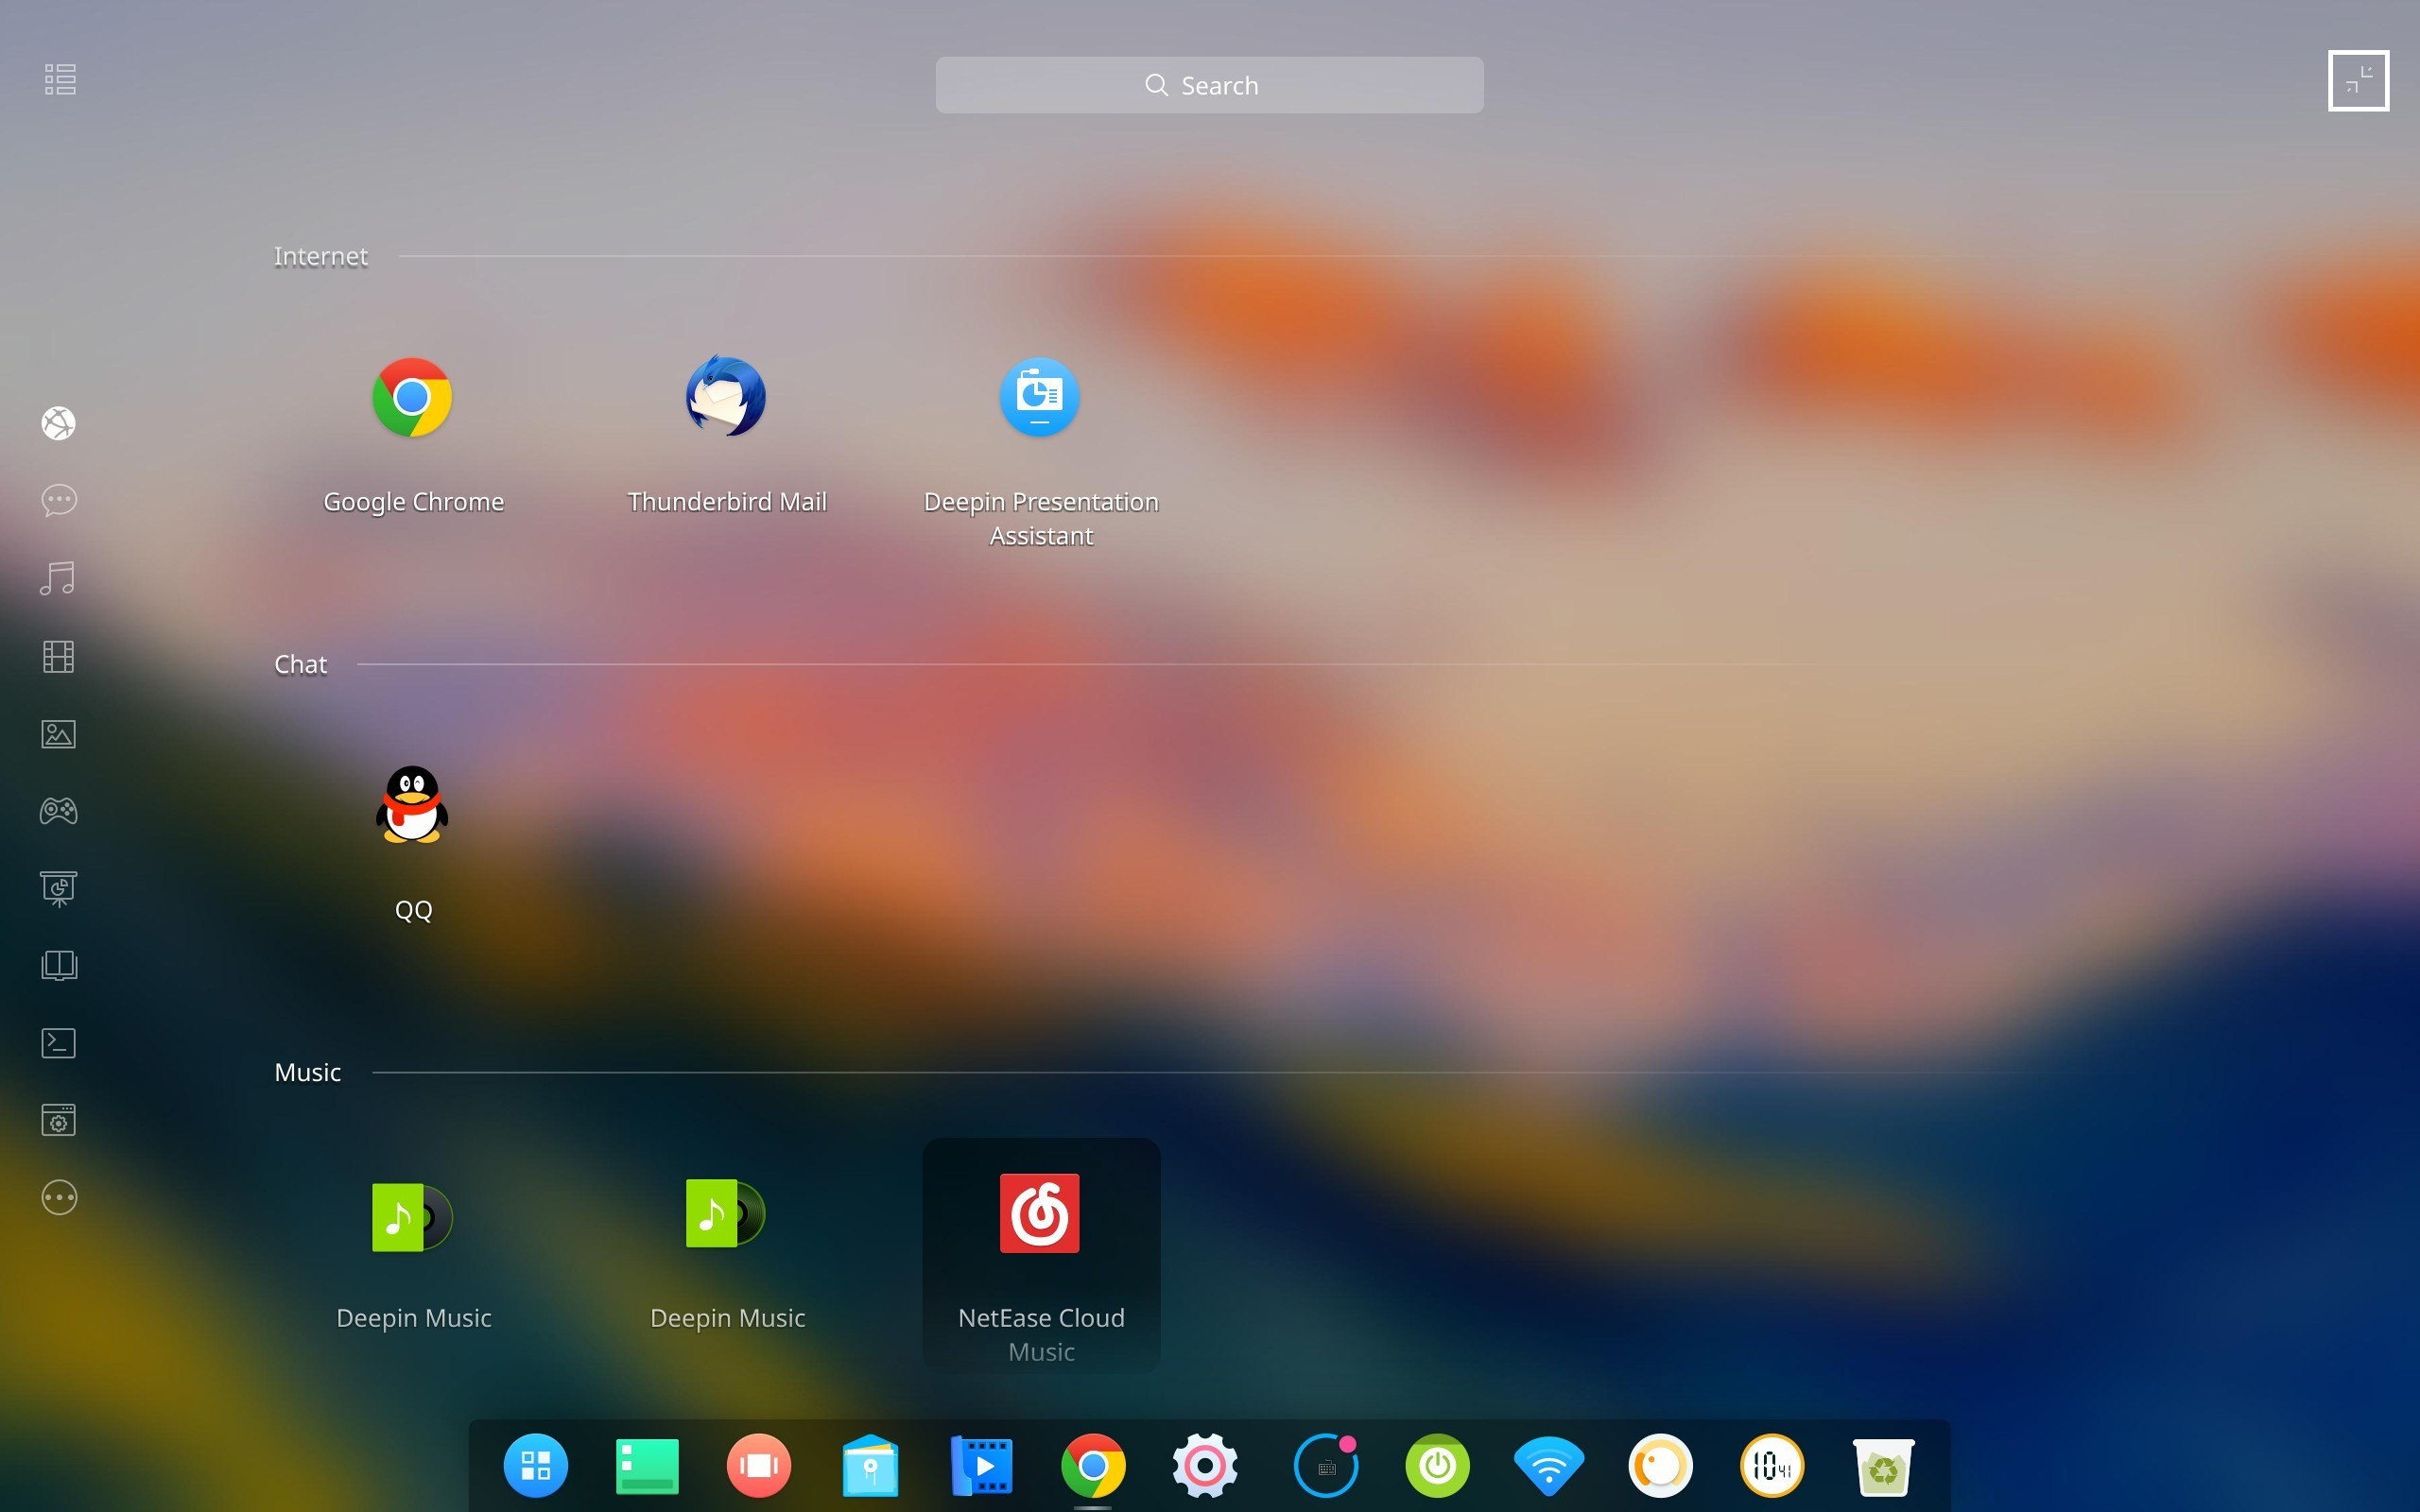 Search
Internet
Google Chrome
Thunderbird Mail
Deepin Presentation
Assistant
Chat
QQ
Music
Deepin Music
Deepin Music
NetEase Cloud
Music
10 41